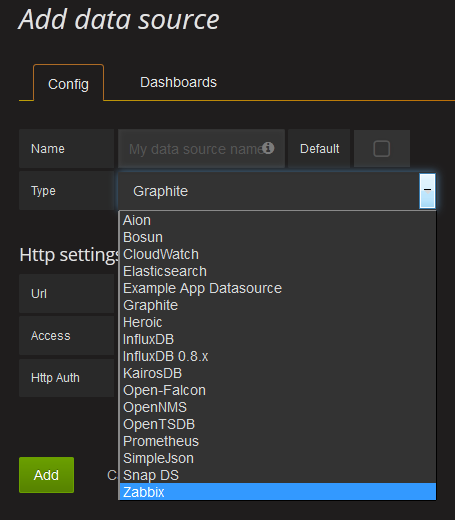 Add data source
Config Dashboards
Name My data source name Default
Type Graphite
Aion
Bosun
CloudWatch
Elasticsearch
Example App Datasource
Graphite
Heroic
InfluxDB
InfluxDB 0.8.x
KairosDB
Open-Falcon
OpenNMS
OpenTSDB
Prometheus
SimpleJson
Snap DS
Zabbix
Http settings
Url
Access
Http Auth
Add C